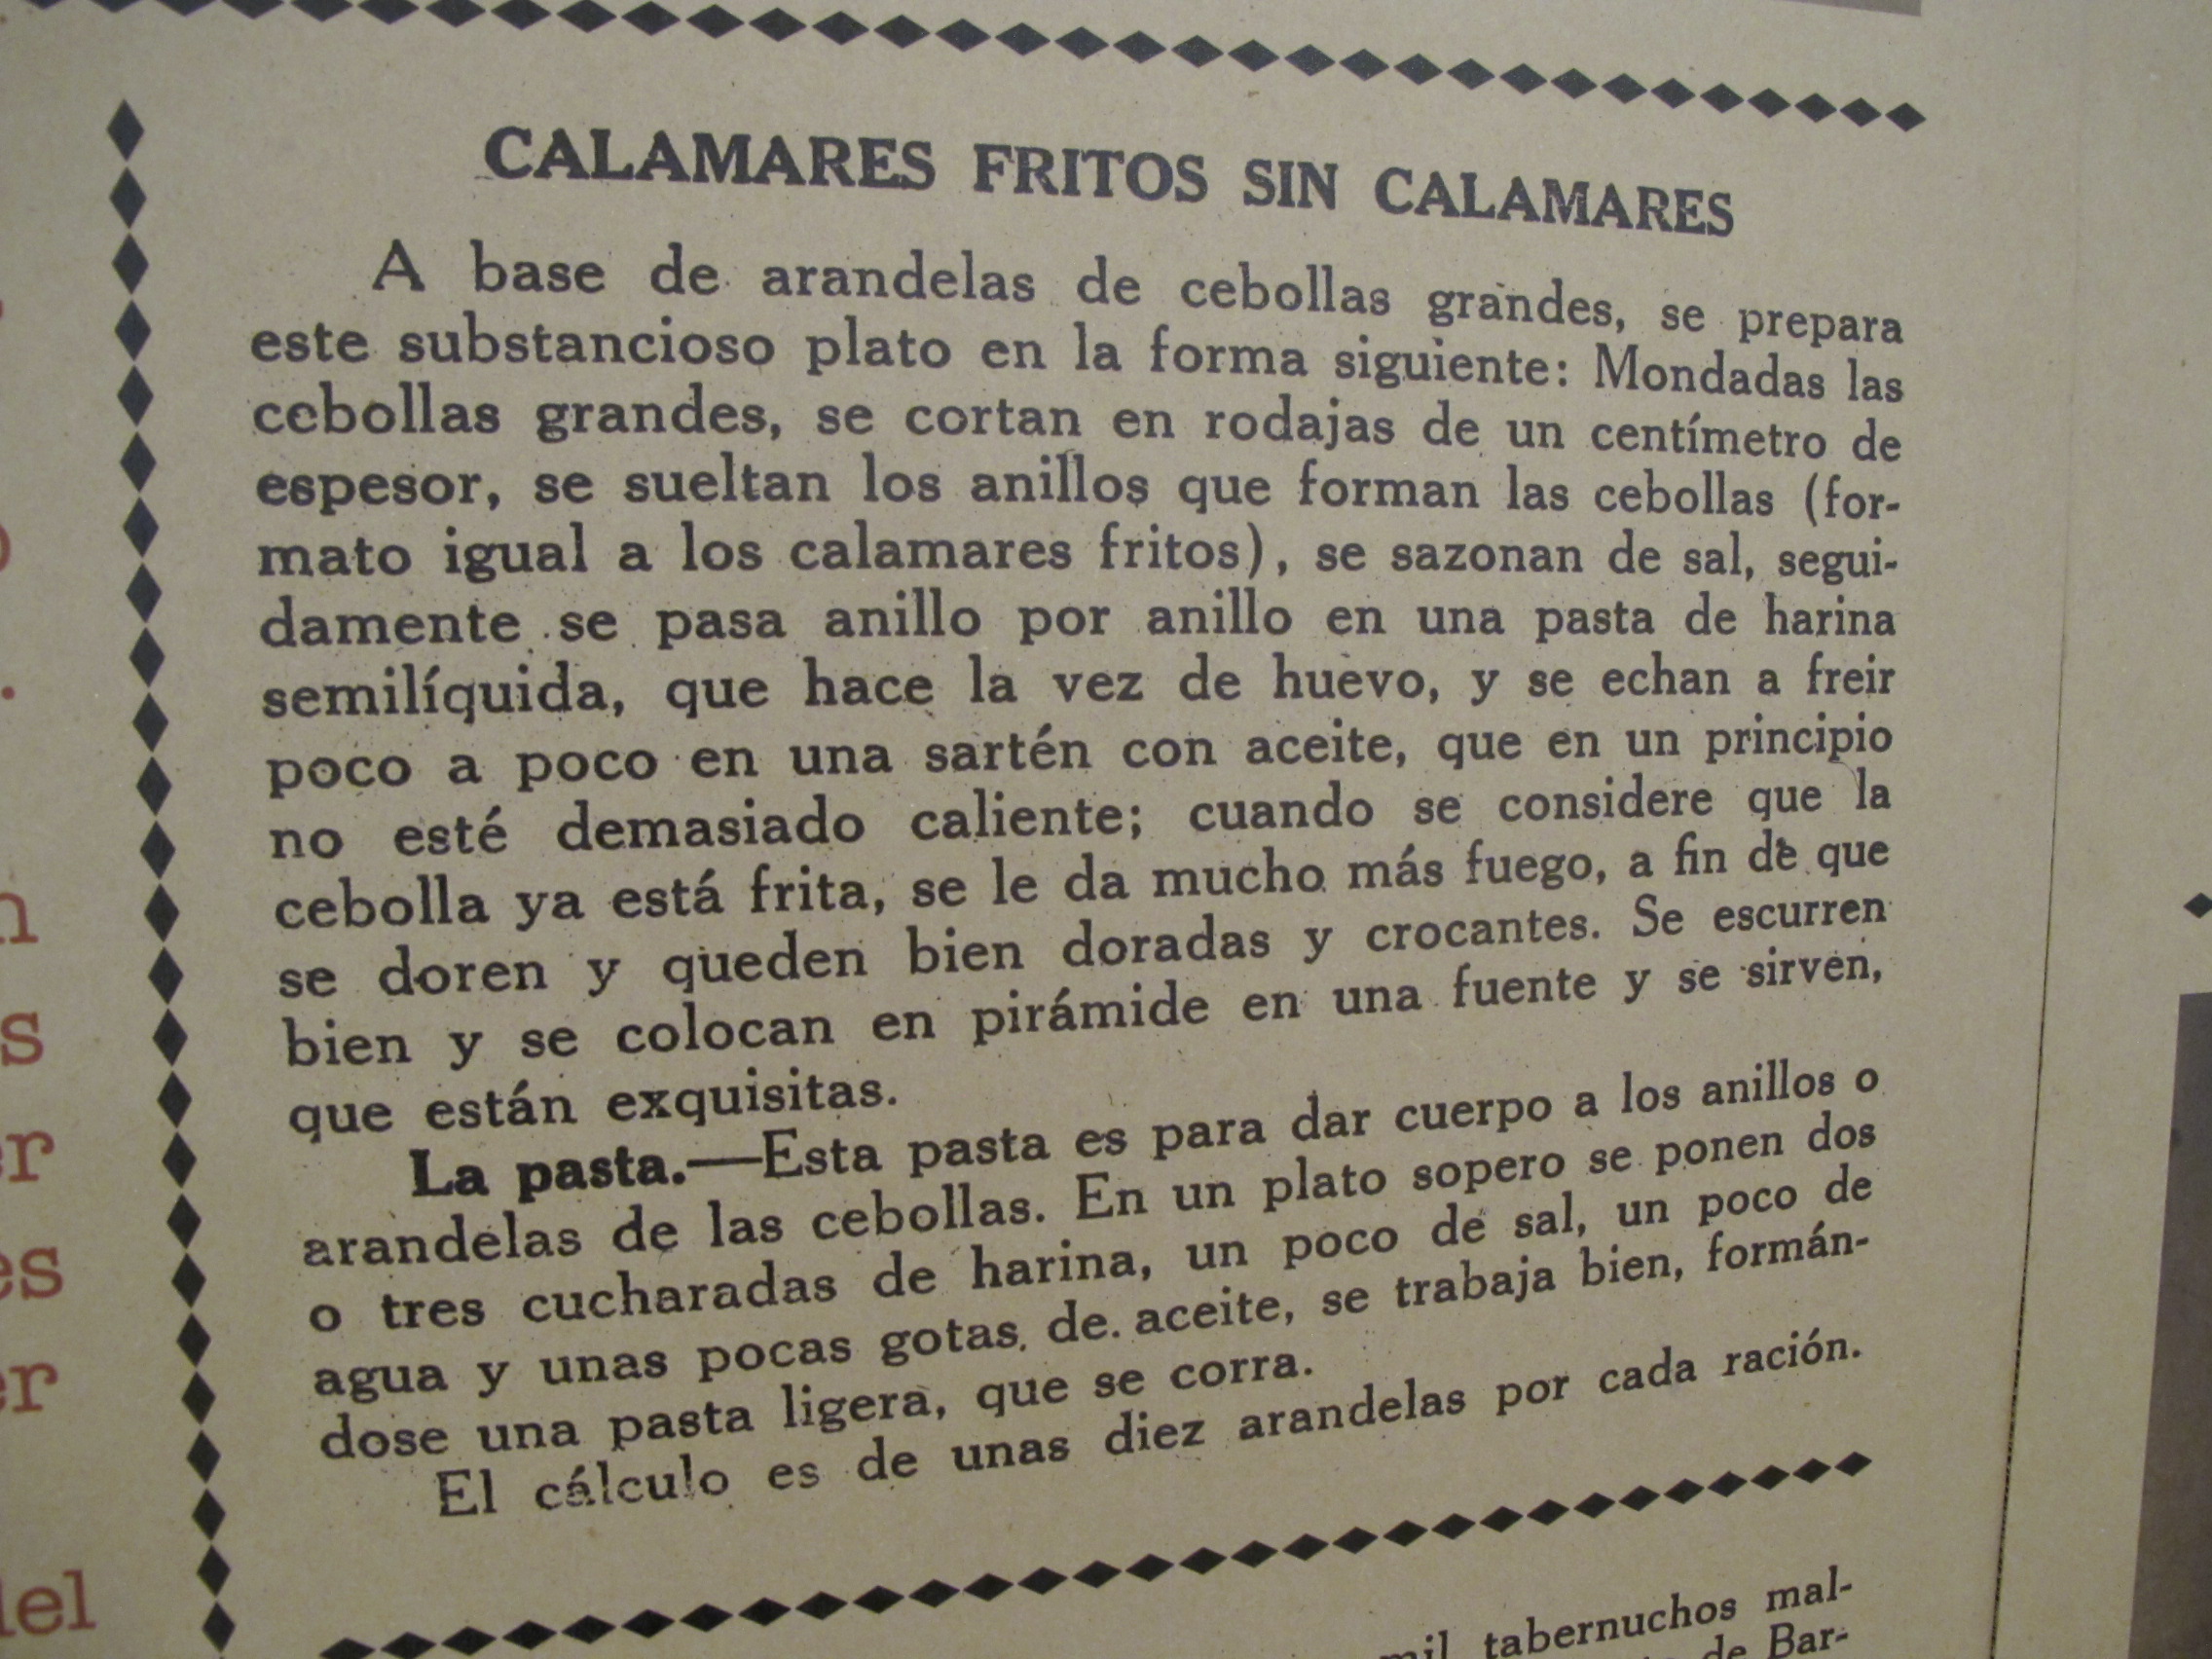 CALAMARES FRITOS SIN CALAMARES
A base de arandelas de cebollas grandes, se prepara
este substancioso plato en la forma siguiente: Mondadas las
cebollas grandes, se cortan en rodajas de un centímetro de
espesor, se sueltan los anillos que forman las cebollas (for-
mato igual a los calamares fritos), se sazonan de sal, segui-
damente se pasa anillo por anillo en una pasta de harina
semilíquida, que hace la vez de huevo, y se echan a freir
poco a poco en una sartén con aceite, que en un principio
no esté demasiado caliente; cuando se considere que la
cebolla ya está frita, se le da mucho más fuego, a fin de que
se doren y queden bien doradas y crocantes. Se escurren
bien y se colocan en pirámide en una fuente y se sirven,
que están exquisitas.
La pasta.—Esta pasta es para dar cuerpo a los anillos o
arandelas de las cebollas. En un plato sopero se ponen dos
o tres cucharadas de harina, un poco de sal, un poco de
agua y unas pocas gotas de aceite, se trabaja bien, formán-
dose una pasta ligera, que se corra.
El cálculo es de unas diez arandelas por cada ración.
mil tabernuchos mal-
de Bar-
n
s
er
es
er
del